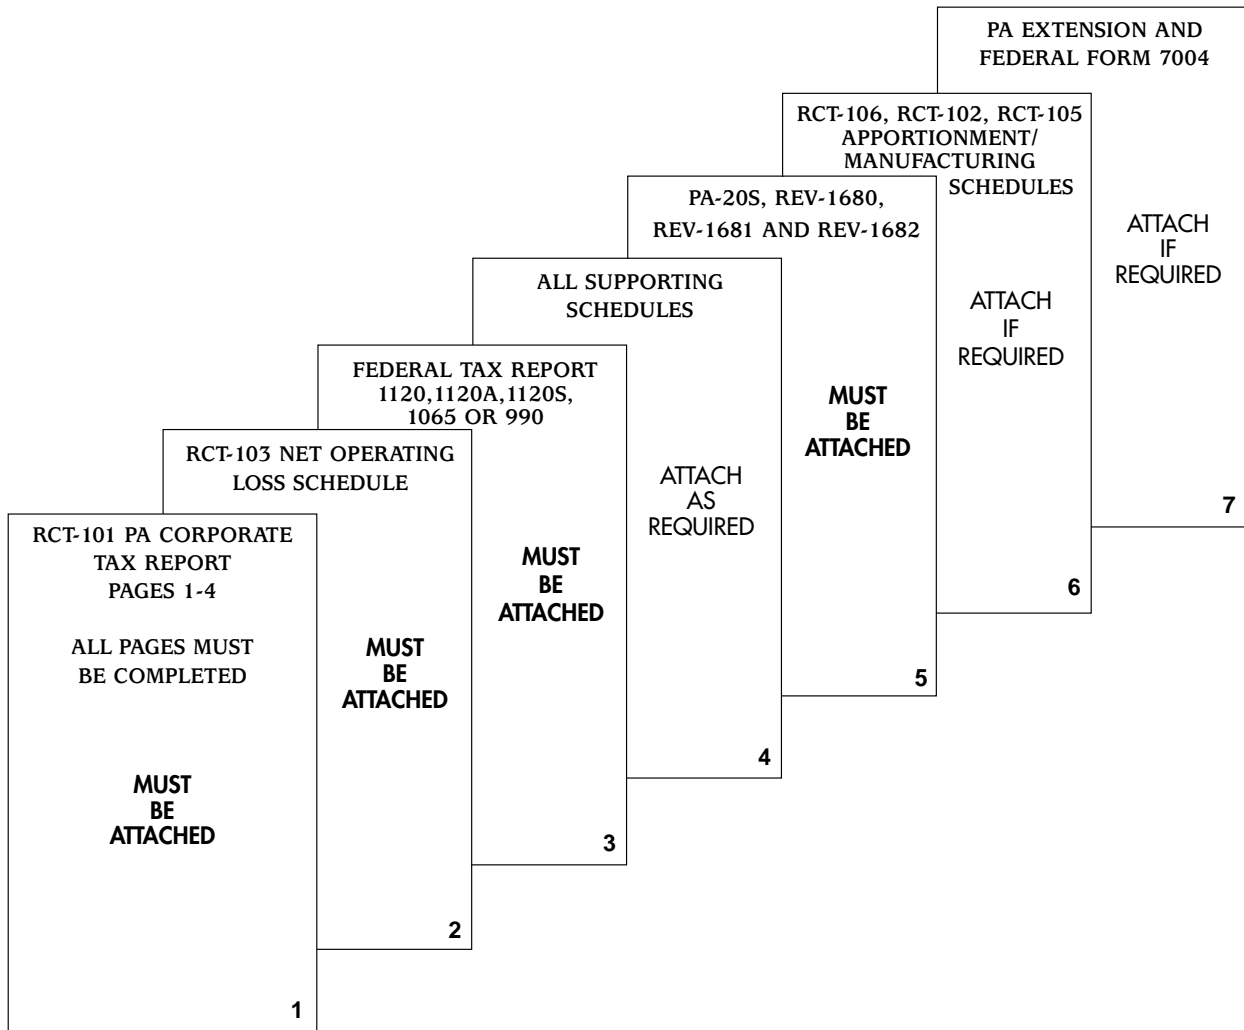 RCT-101 PA CORPORATE
TAX REPORT
PAGES 1-4
ALL PAGES MUST
BE COMPLETED
MUST
BE
ATTACHED
1
RCT-103 NET OPERATING
LOSS SCHEDULE
MUST
BE
ATTACHED
2
FEDERAL TAX REPORT
1120,1120A,1120S,
1065 OR 990
MUST
BE
ATTACHED
3
ALL SUPPORTING
SCHEDULES
ATTACH
AS
REQUIRED
4
PA-20S, REV-1680,
REV-1681 AND REV-1682
MUST
BE
ATTACHED
5
RCT-106, RCT-102, RCT-105
APPORTIONMENT/
MANUFACTURING
SCHEDULES
ATTACH
IF
REQUIRED
6
PA EXTENSION AND
FEDERAL FORM 7004
ATTACH
IF
REQUIRED
7